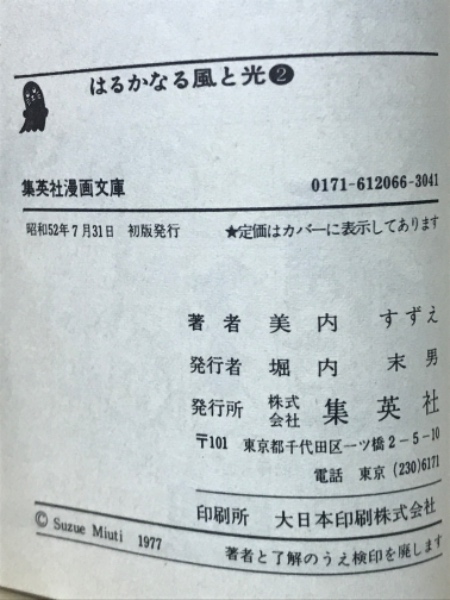 はるかなる風と光❷
集英社漫画文庫 0171-612066-3041
昭和52年7月31日 初版発行 ★定価はカバーに表示してあります
著者 美内すずえ
発行者 堀内末男
発行所 株式会社 集英社
〒101 東京都千代田区一ツ橋2-5-10
電話 東京 (230)6171
印刷所 大日本印刷株式会社
© Suzue Miuti 1977
著者と了解のうえ検印を廃します